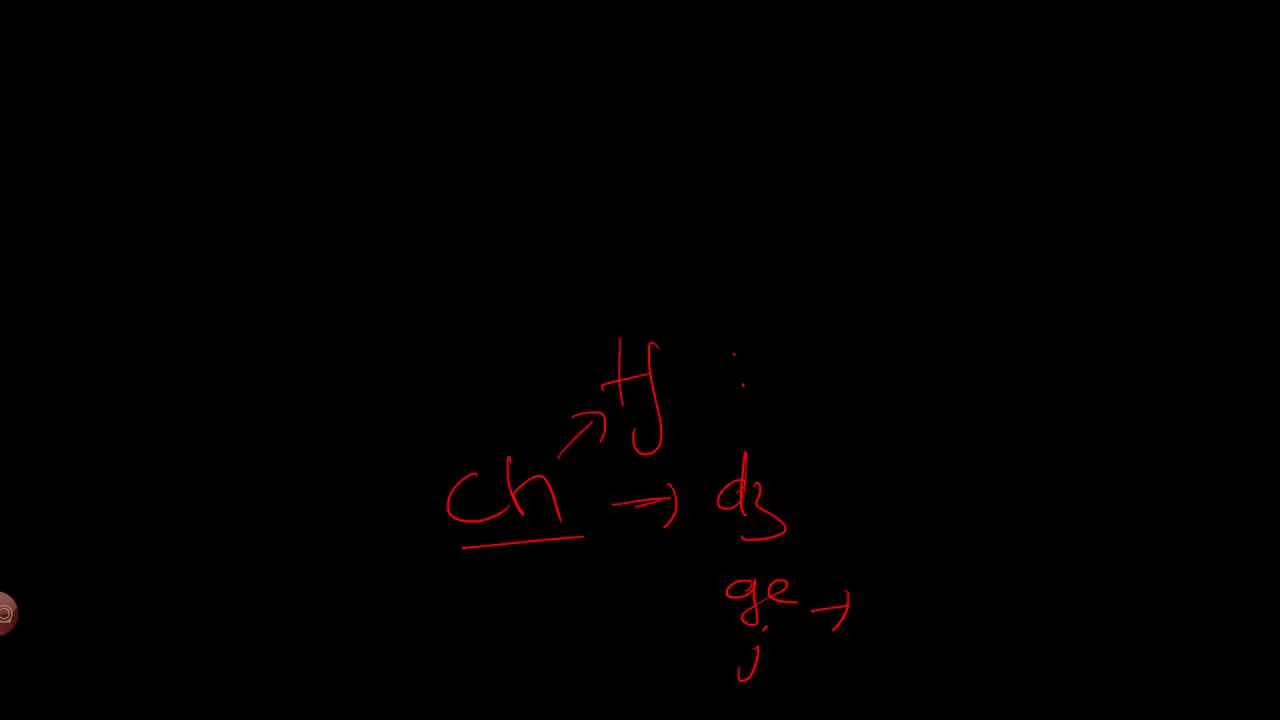 tʃ :
ch → dʒ
ge →
j